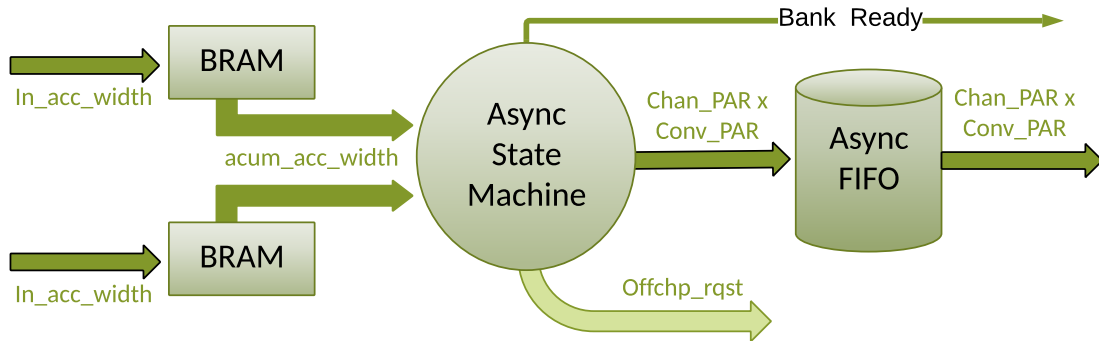 Bank Ready
BRAM
In_acc_width
acum_acc_width
BRAM
In_acc_width
Async
State
Machine
Chan_PAR x
Conv_PAR
Async
FIFO
Chan_PAR x
Conv_PAR
Offchp_rqst